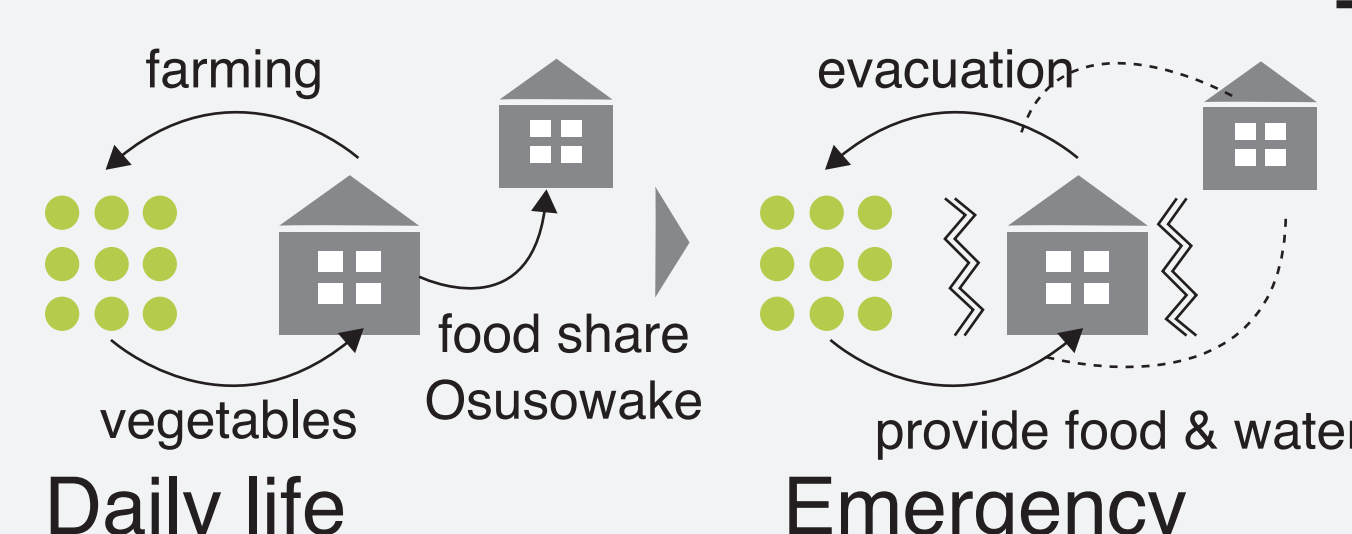 farming
evacuation
food share
Osusowake
vegetables
provide food & water
Daily life
Emergency